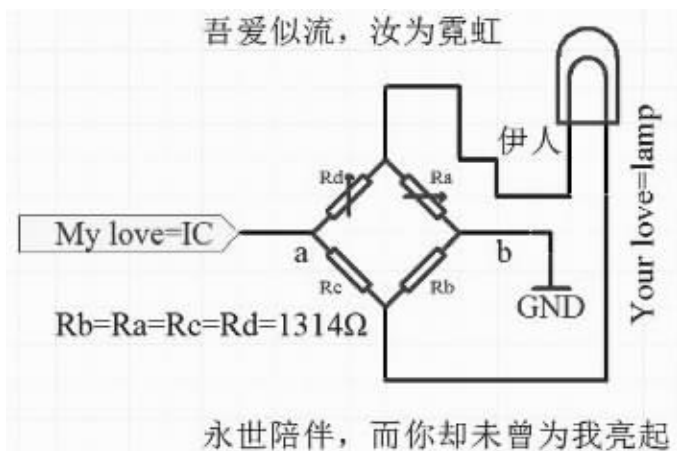 吾爱似流，汝为霓虹
伊人
Rd
Ra
Your love=lamp
My love=IC
a
b
Rc
Rb
GND
Rb=Ra=Rc=Rd=1314Ω
永世陪伴，而你却未曾为我亮起